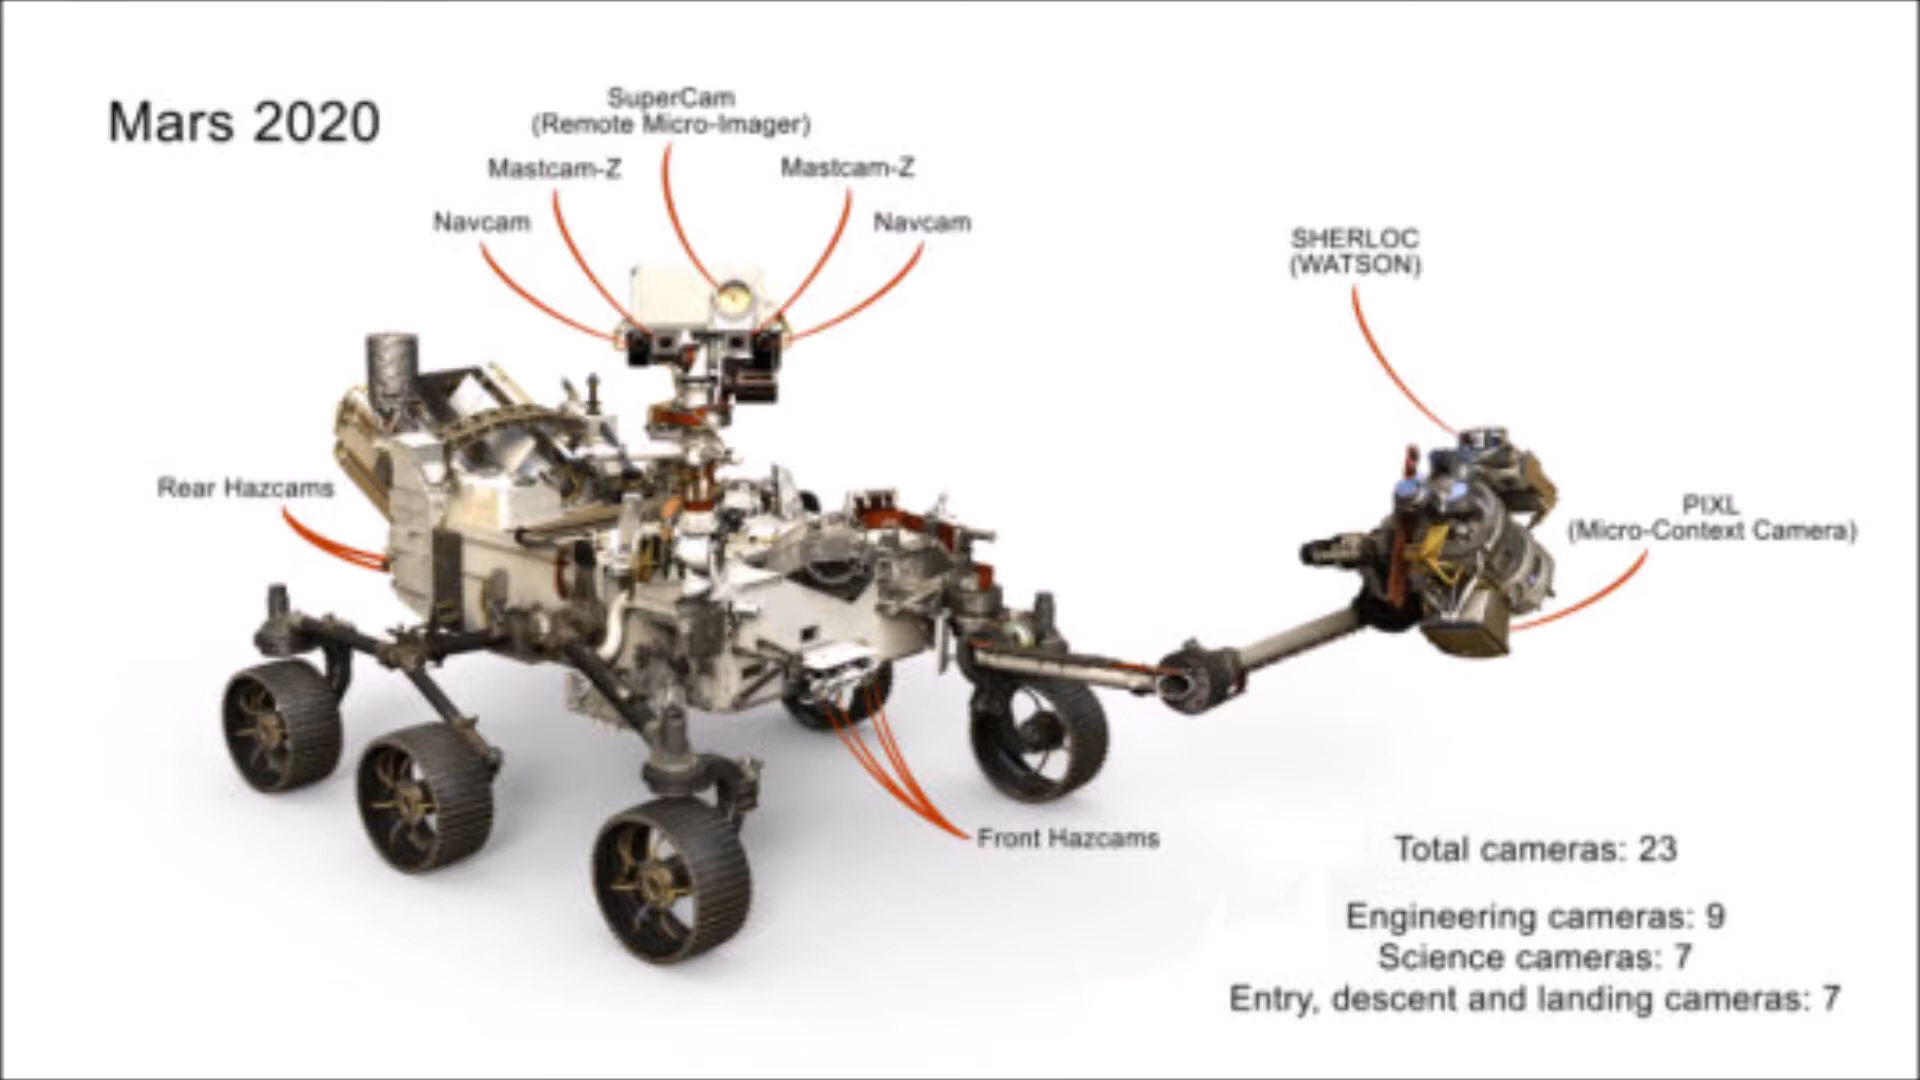 Mars 2020
SuperCam
(Remote Micro-Imager)
Mastcam-Z
Mastcam-Z
Navcam
Navcam
SHERLOC
(WATSON)
Rear Hazcams
PIXL
(Micro-Context Camera)
Front Hazcams
Total cameras: 23
Engineering cameras: 9
Science cameras: 7
Entry, descent and landing cameras: 7